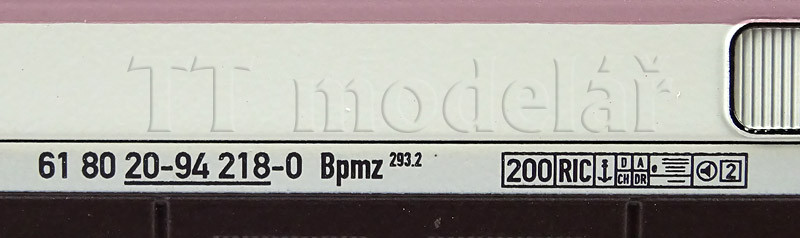 TT modelář
61 80 20-94 218-0 Bpmz 293.2 200 RIC D A CH DR 2